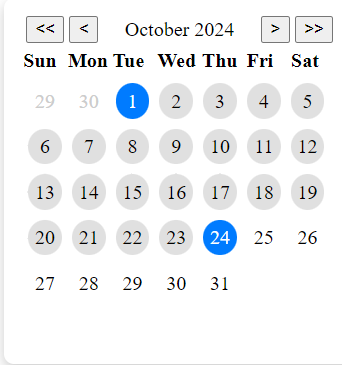 << < October 2024 > >>
Sun Mon Tue Wed Thu Fri Sat
29 30 1 2 3 4 5
6 7 8 9 10 11 12
13 14 15 16 17 18 19
20 21 22 23 24 25 26
27 28 29 30 31